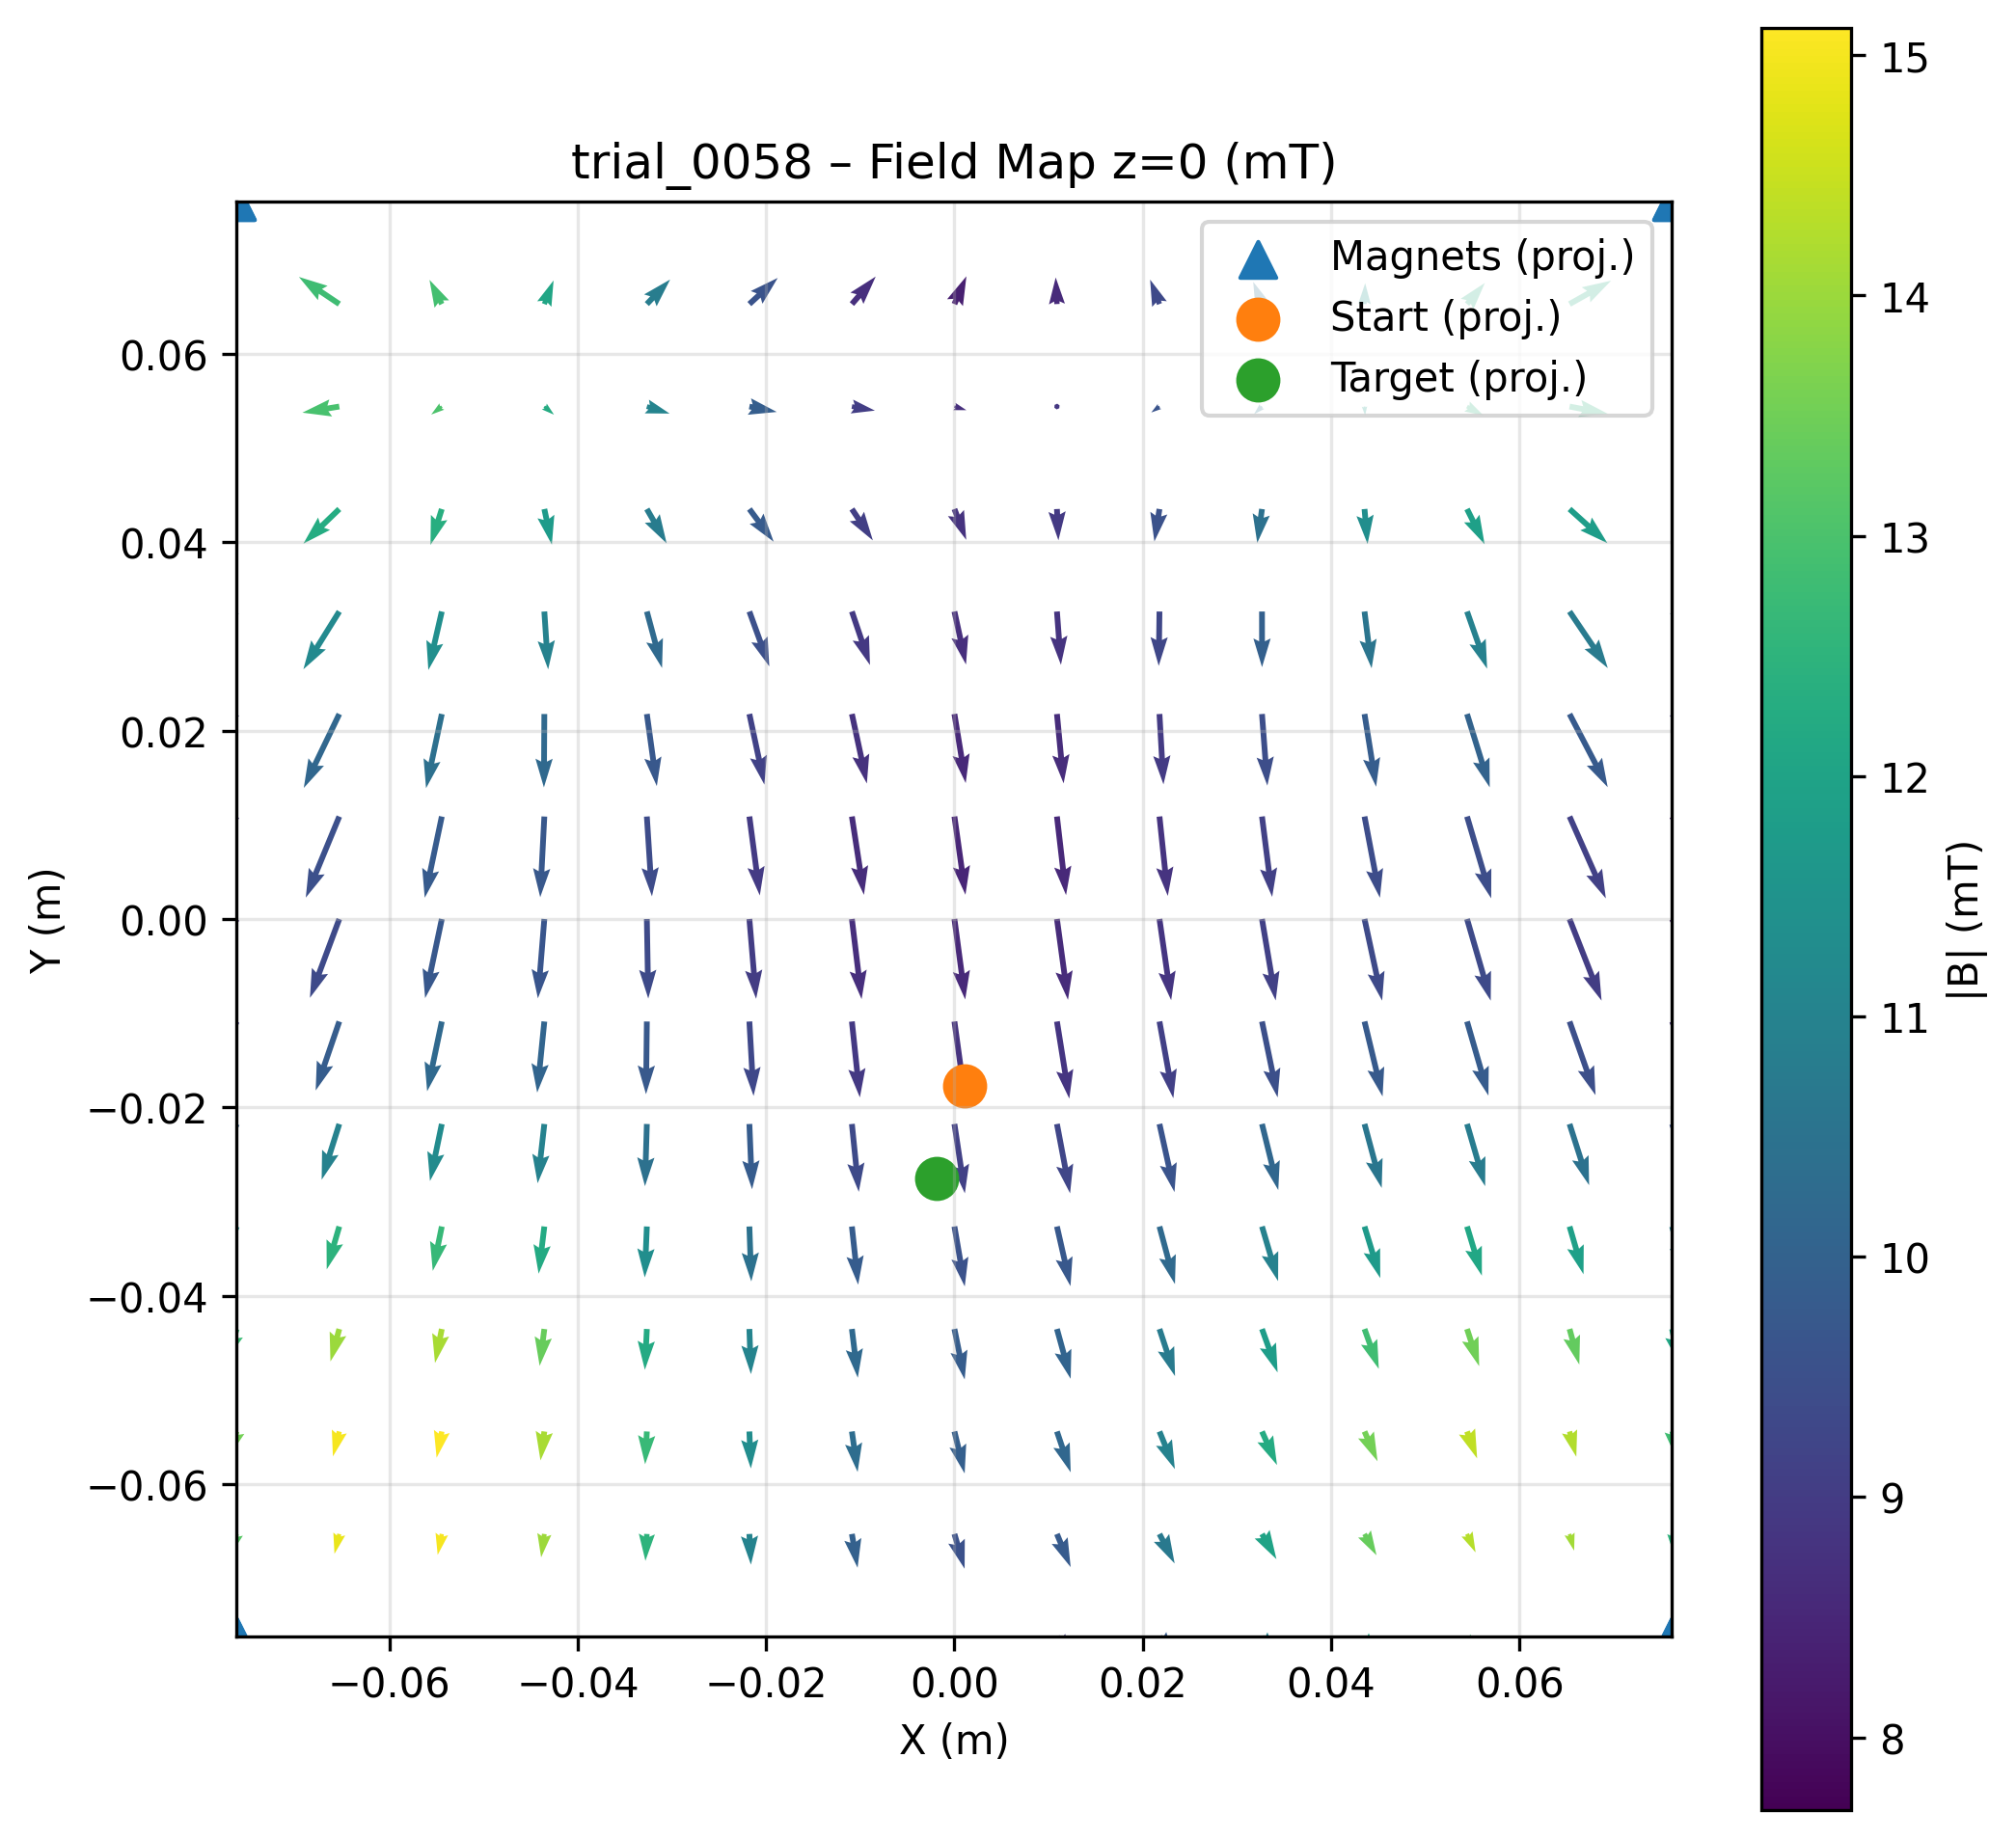 trial_0058 – Field Map z=0 (mT)
Magnets (proj.)
Start (proj.)
Target (proj.)
0.06
0.04
0.02
0.00
−0.02
−0.04
−0.06
Y (m)
−0.06 −0.04 −0.02 0.00 0.02 0.04 0.06
X (m)
15
14
13
12
11
10
9
8
|B| (mT)